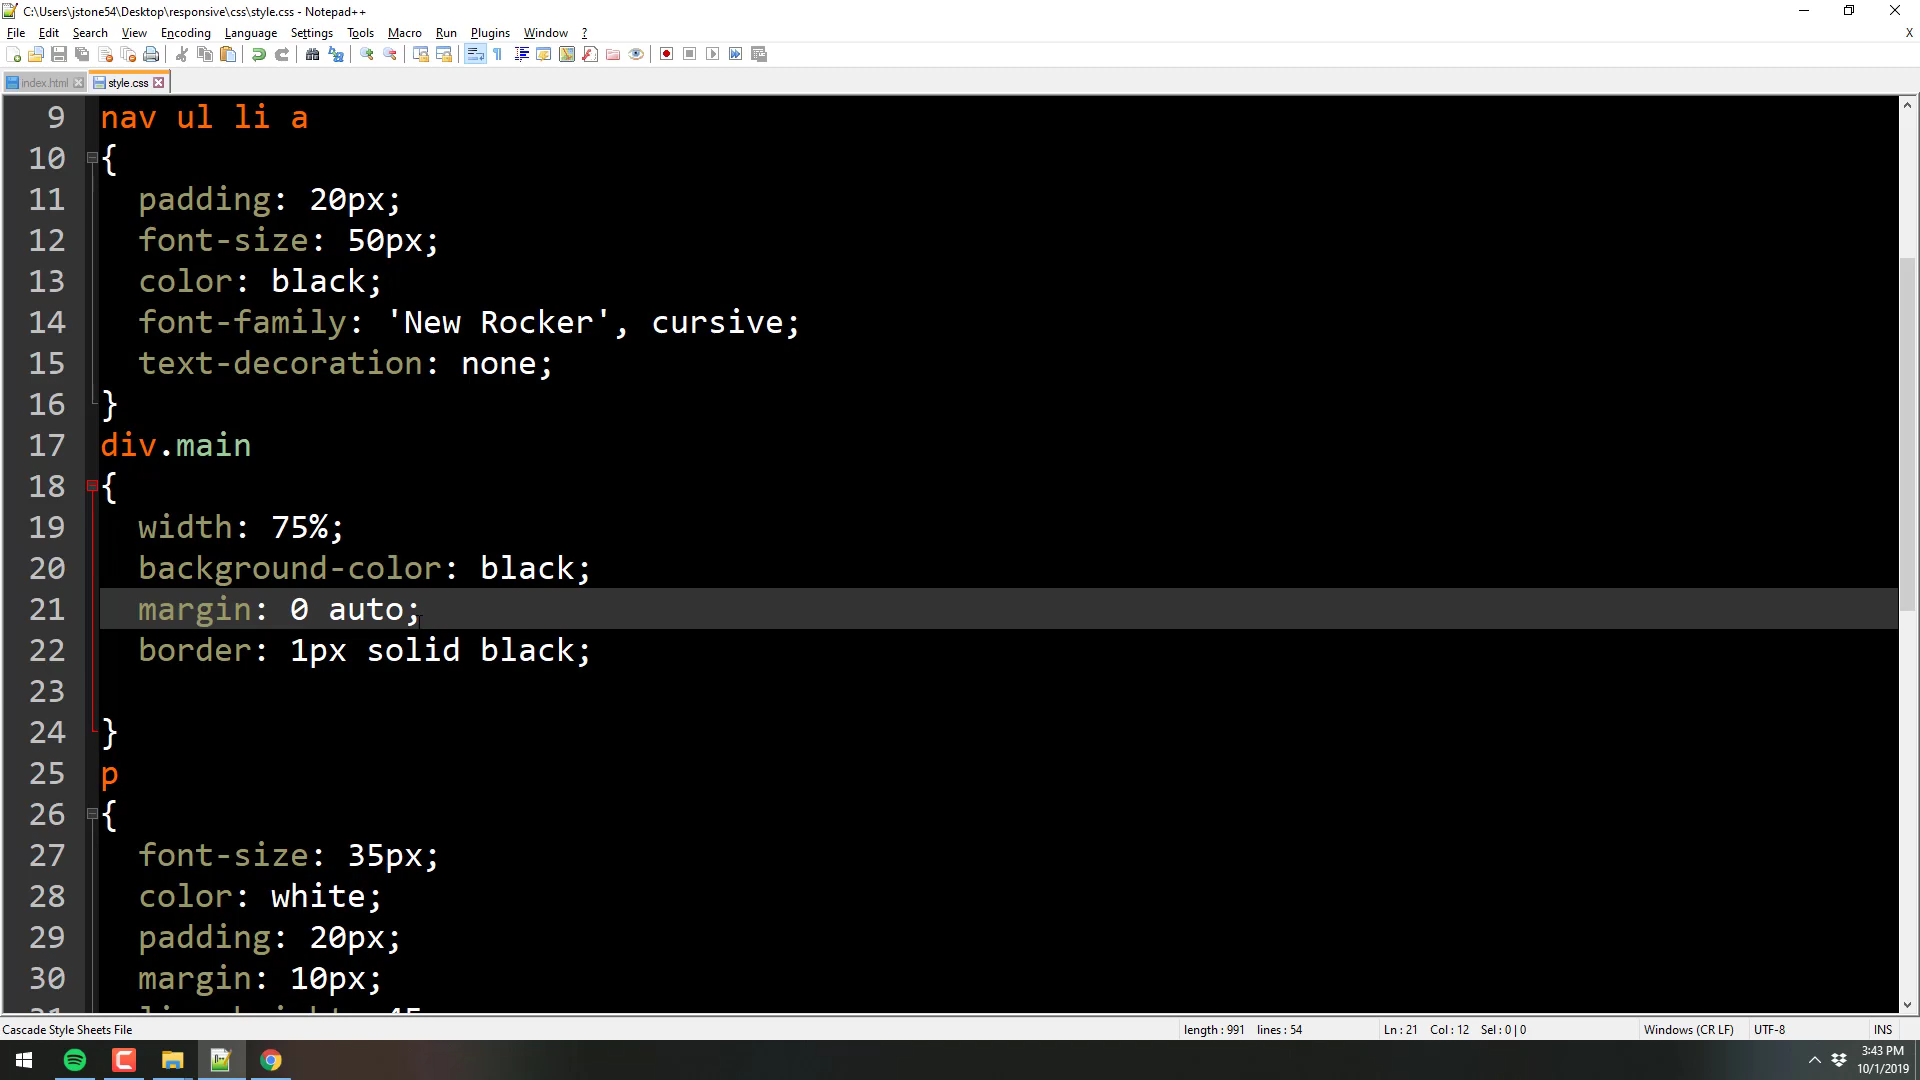 C:\Users\jstone54\Desktop\responsive\css\style.css - Notepad++
File Edit Search View Encoding Language Settings Tools Macro Run Plugins Window ? X
index.html style.css
9 nav ul li a
10 {
11 padding: 20px;
12 font-size: 50px;
13 color: black;
14 font-family: 'New Rocker', cursive;
15 text-decoration: none;
16 }
17 div.main
18 {
19 width: 75%;
20 background-color: black;
21 margin: 0 auto;
22 border: 1px solid black;
23
24 }
25 p
26 {
27 font-size: 35px;
28 color: white;
29 padding: 20px;
30 margin: 10px;
Cascade Style Sheets File length : 991 lines : 54 Ln : 21 Col : 12 Sel : 0 | 0 Windows (CR LF) UTF-8 INS
3:43 PM
10/1/2019